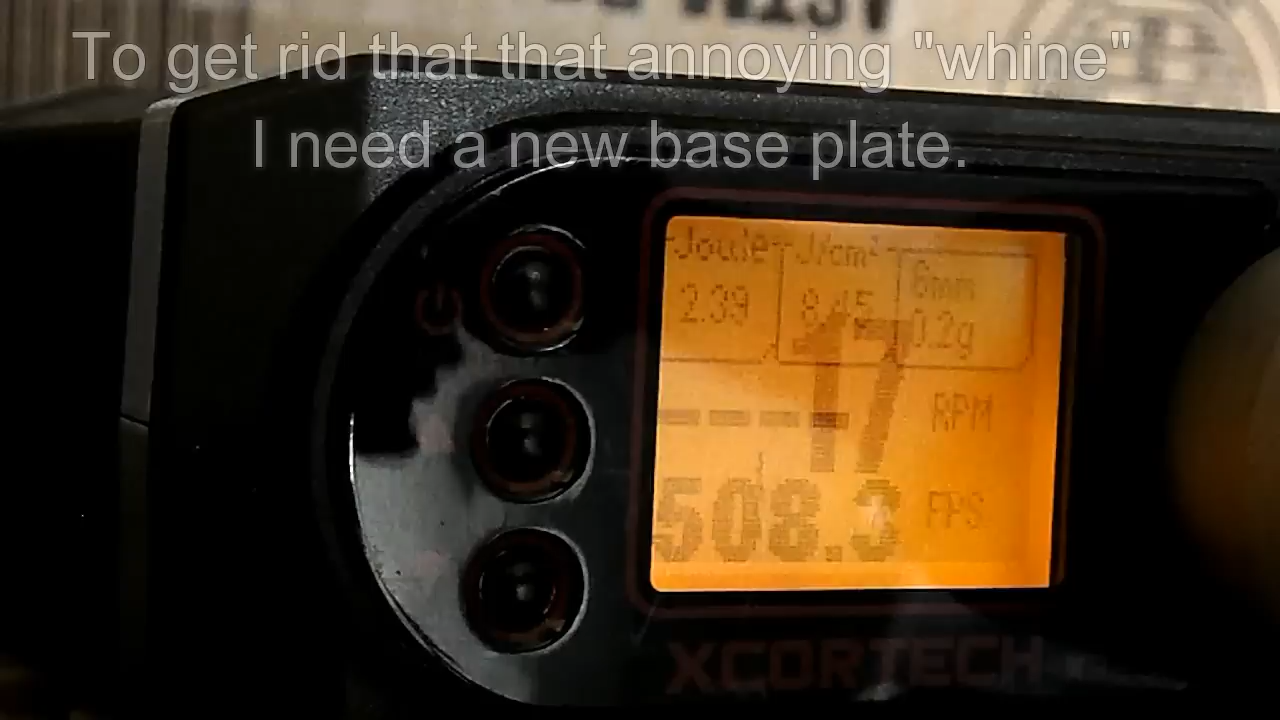 To get rid that that annoying "whine"
I need a new base plate.
Joule J/cm² 6mm
2.39 8.45 0.2g
17
---- RPM
508.3 FPS
XCORTECH